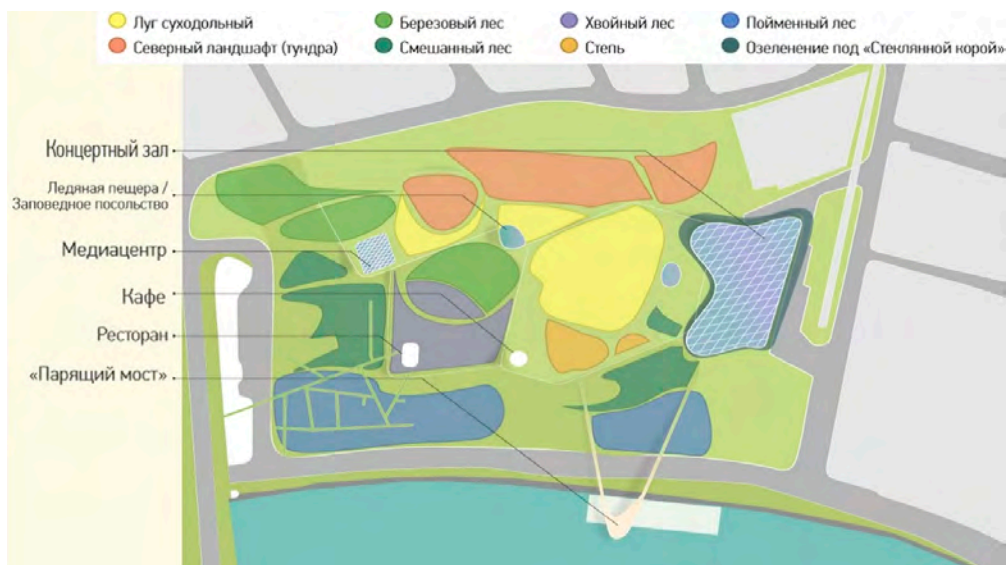 Луг суходольный
Березовый лес
Хвойный лес
Пойменный лес
Северный ландшафт (тундра)
Смешанный лес
Степь
Озеленение под «Стеклянной корой»
Концертный зал
Ледяная пещера /
Заповедное посольство
Медиацентр
Кафе
Ресторан
«Парящий мост»